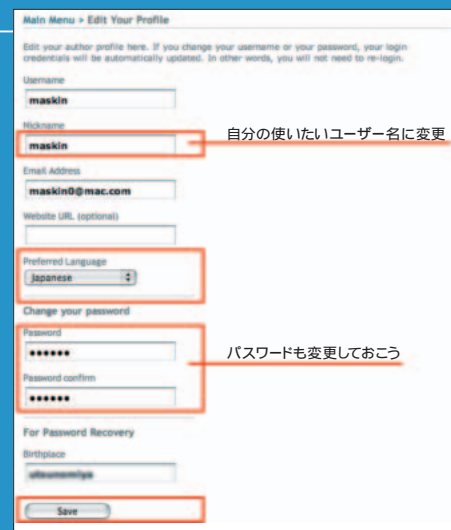 Main Menu > Edit Your Profile
Edit your author profile here. If you change your username or your password, your login
credentials will be automatically updated. In other words, you will not need to re-login.
Username
maskin
Nickname
maskin
自分の使いたいユーザー名に変更
Email Address
maskin0@mac.com
Website URL (optional)
Preferred Language
Japanese
Change your password
Password
●●●●●●
パスワードも変更しておこう
Password confirm
●●●●●●
For Password Recovery
Birthplace
Save